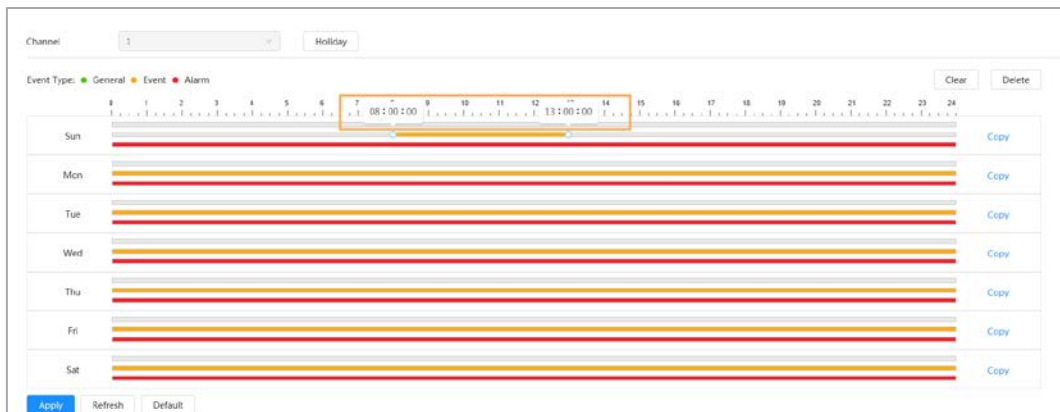 Channel 1 Holiday
Event Type: General Event Alarm Clear Delete
0 1 2 3 4 5 6 7 9 10 11 12 14 15 16 17 18 19 20 21 22 23 24
08:00:00 13:00:00
Sun Copy
Mon Copy
Tue Copy
Wed Copy
Thu Copy
Fri Copy
Sat Copy
Apply Refresh Default